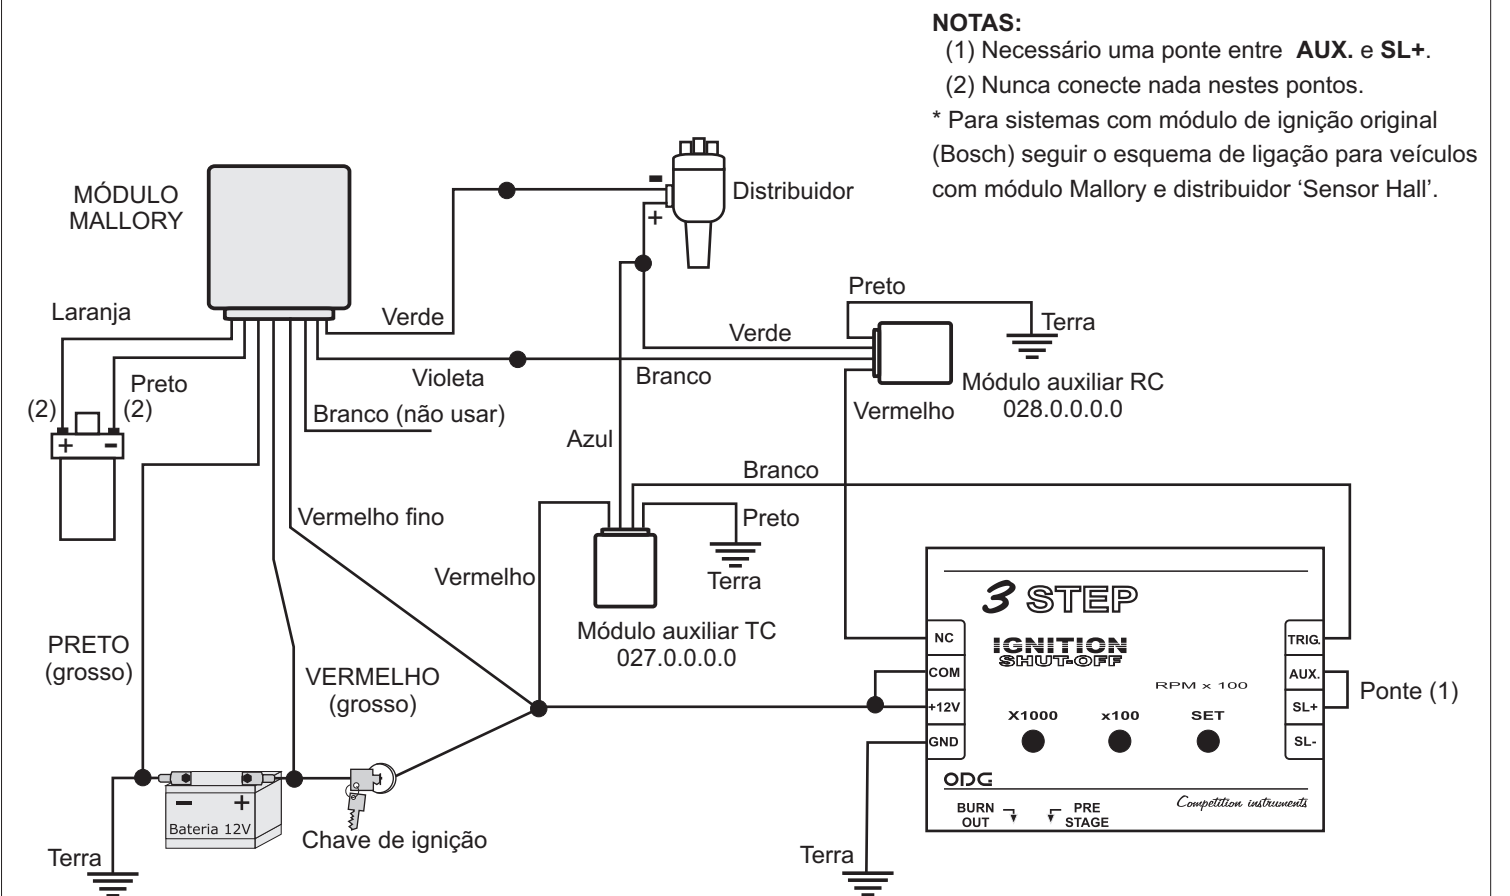 NOTAS:
(1) Necessário uma ponte entre AUX. e SL+.
(2) Nunca conecte nada nestes pontos.
* Para sistemas com módulo de ignição original
(Bosch) seguir o esquema de ligação para veículos
com módulo Mallory e distribuidor ‘Sensor Hall’.
MÓDULO
MALLORY
-
+
Distribuidor
Laranja
Verde
Preto
Terra
Verde
Preto
(2)
(2)
Violeta
Branco
Módulo auxiliar RC
028.0.0.0.0
Vermelho
Branco (não usar)
+ -
Azul
Branco
Vermelho fino
Preto
Terra
Vermelho
Módulo auxiliar TC
027.0.0.0.0
PRETO
(grosso)
VERMELHO
(grosso)
3 STEP
IGNITION
SHUT-OFF
NC
COM
+12V
GND
TRIG.
AUX.
SL+
SL-
Ponte (1)
RPM x 100
X1000
x100
SET
ODG
Competition instruments
BURN
OUT
PRE
STAGE
- +
Bateria 12V
Chave de ignição
Terra
Terra